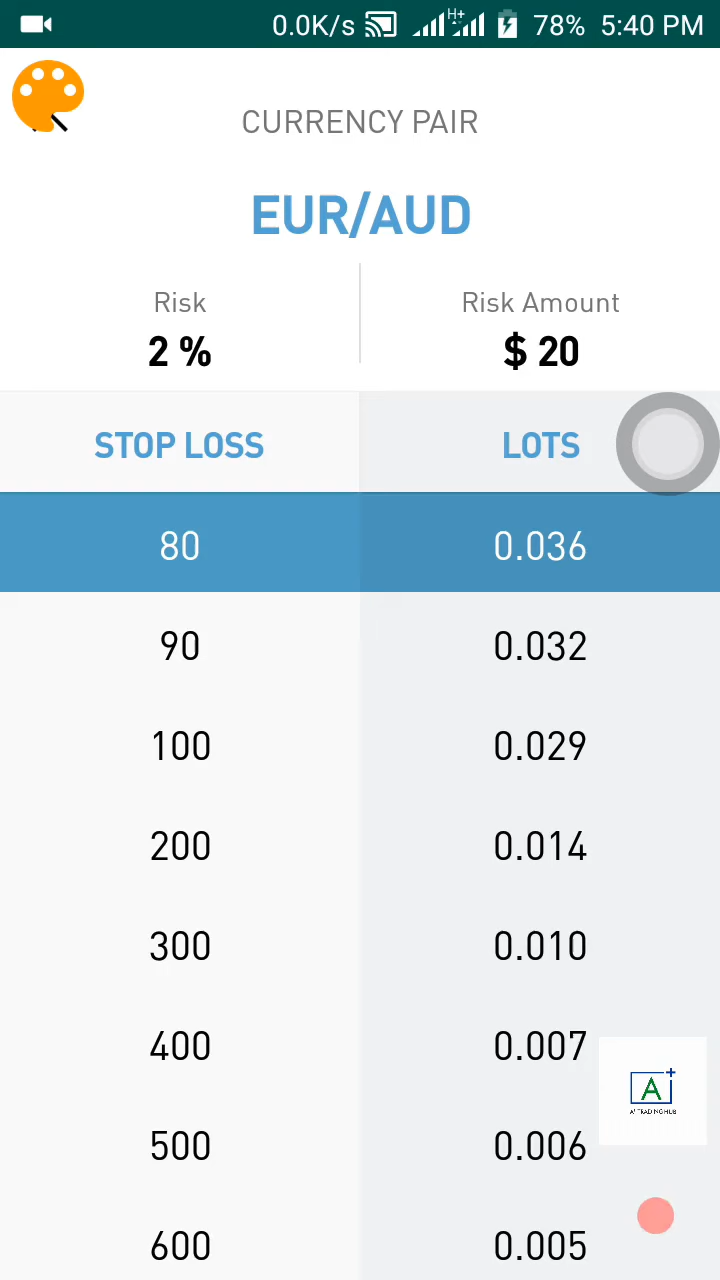 0.0K/s H+ 78% 5:40 PM
CURRENCY PAIR
EUR/AUD
Risk Risk Amount
2 % $ 20
STOP LOSS LOTS
80 0.036
90 0.032
100 0.029
200 0.014
300 0.010
400 0.007
500 0.006
600 0.005
A+
A+ TRADING HUB